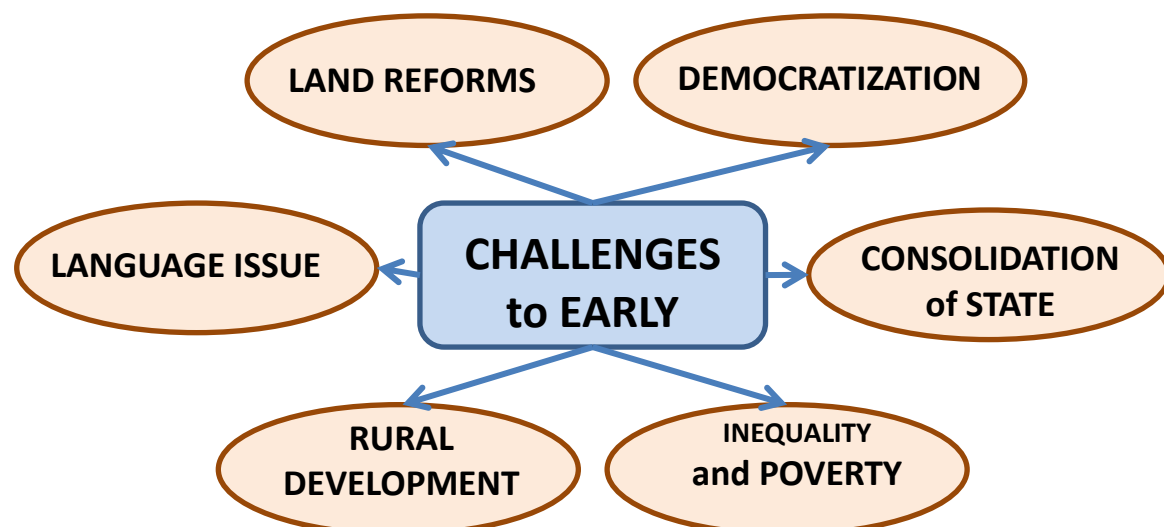 LAND REFORMS
DEMOCRATIZATION
LANGUAGE ISSUE
CHALLENGES
to EARLY
CONSOLIDATION
of STATE
RURAL
DEVELOPMENT
INEQUALITY
and POVERTY